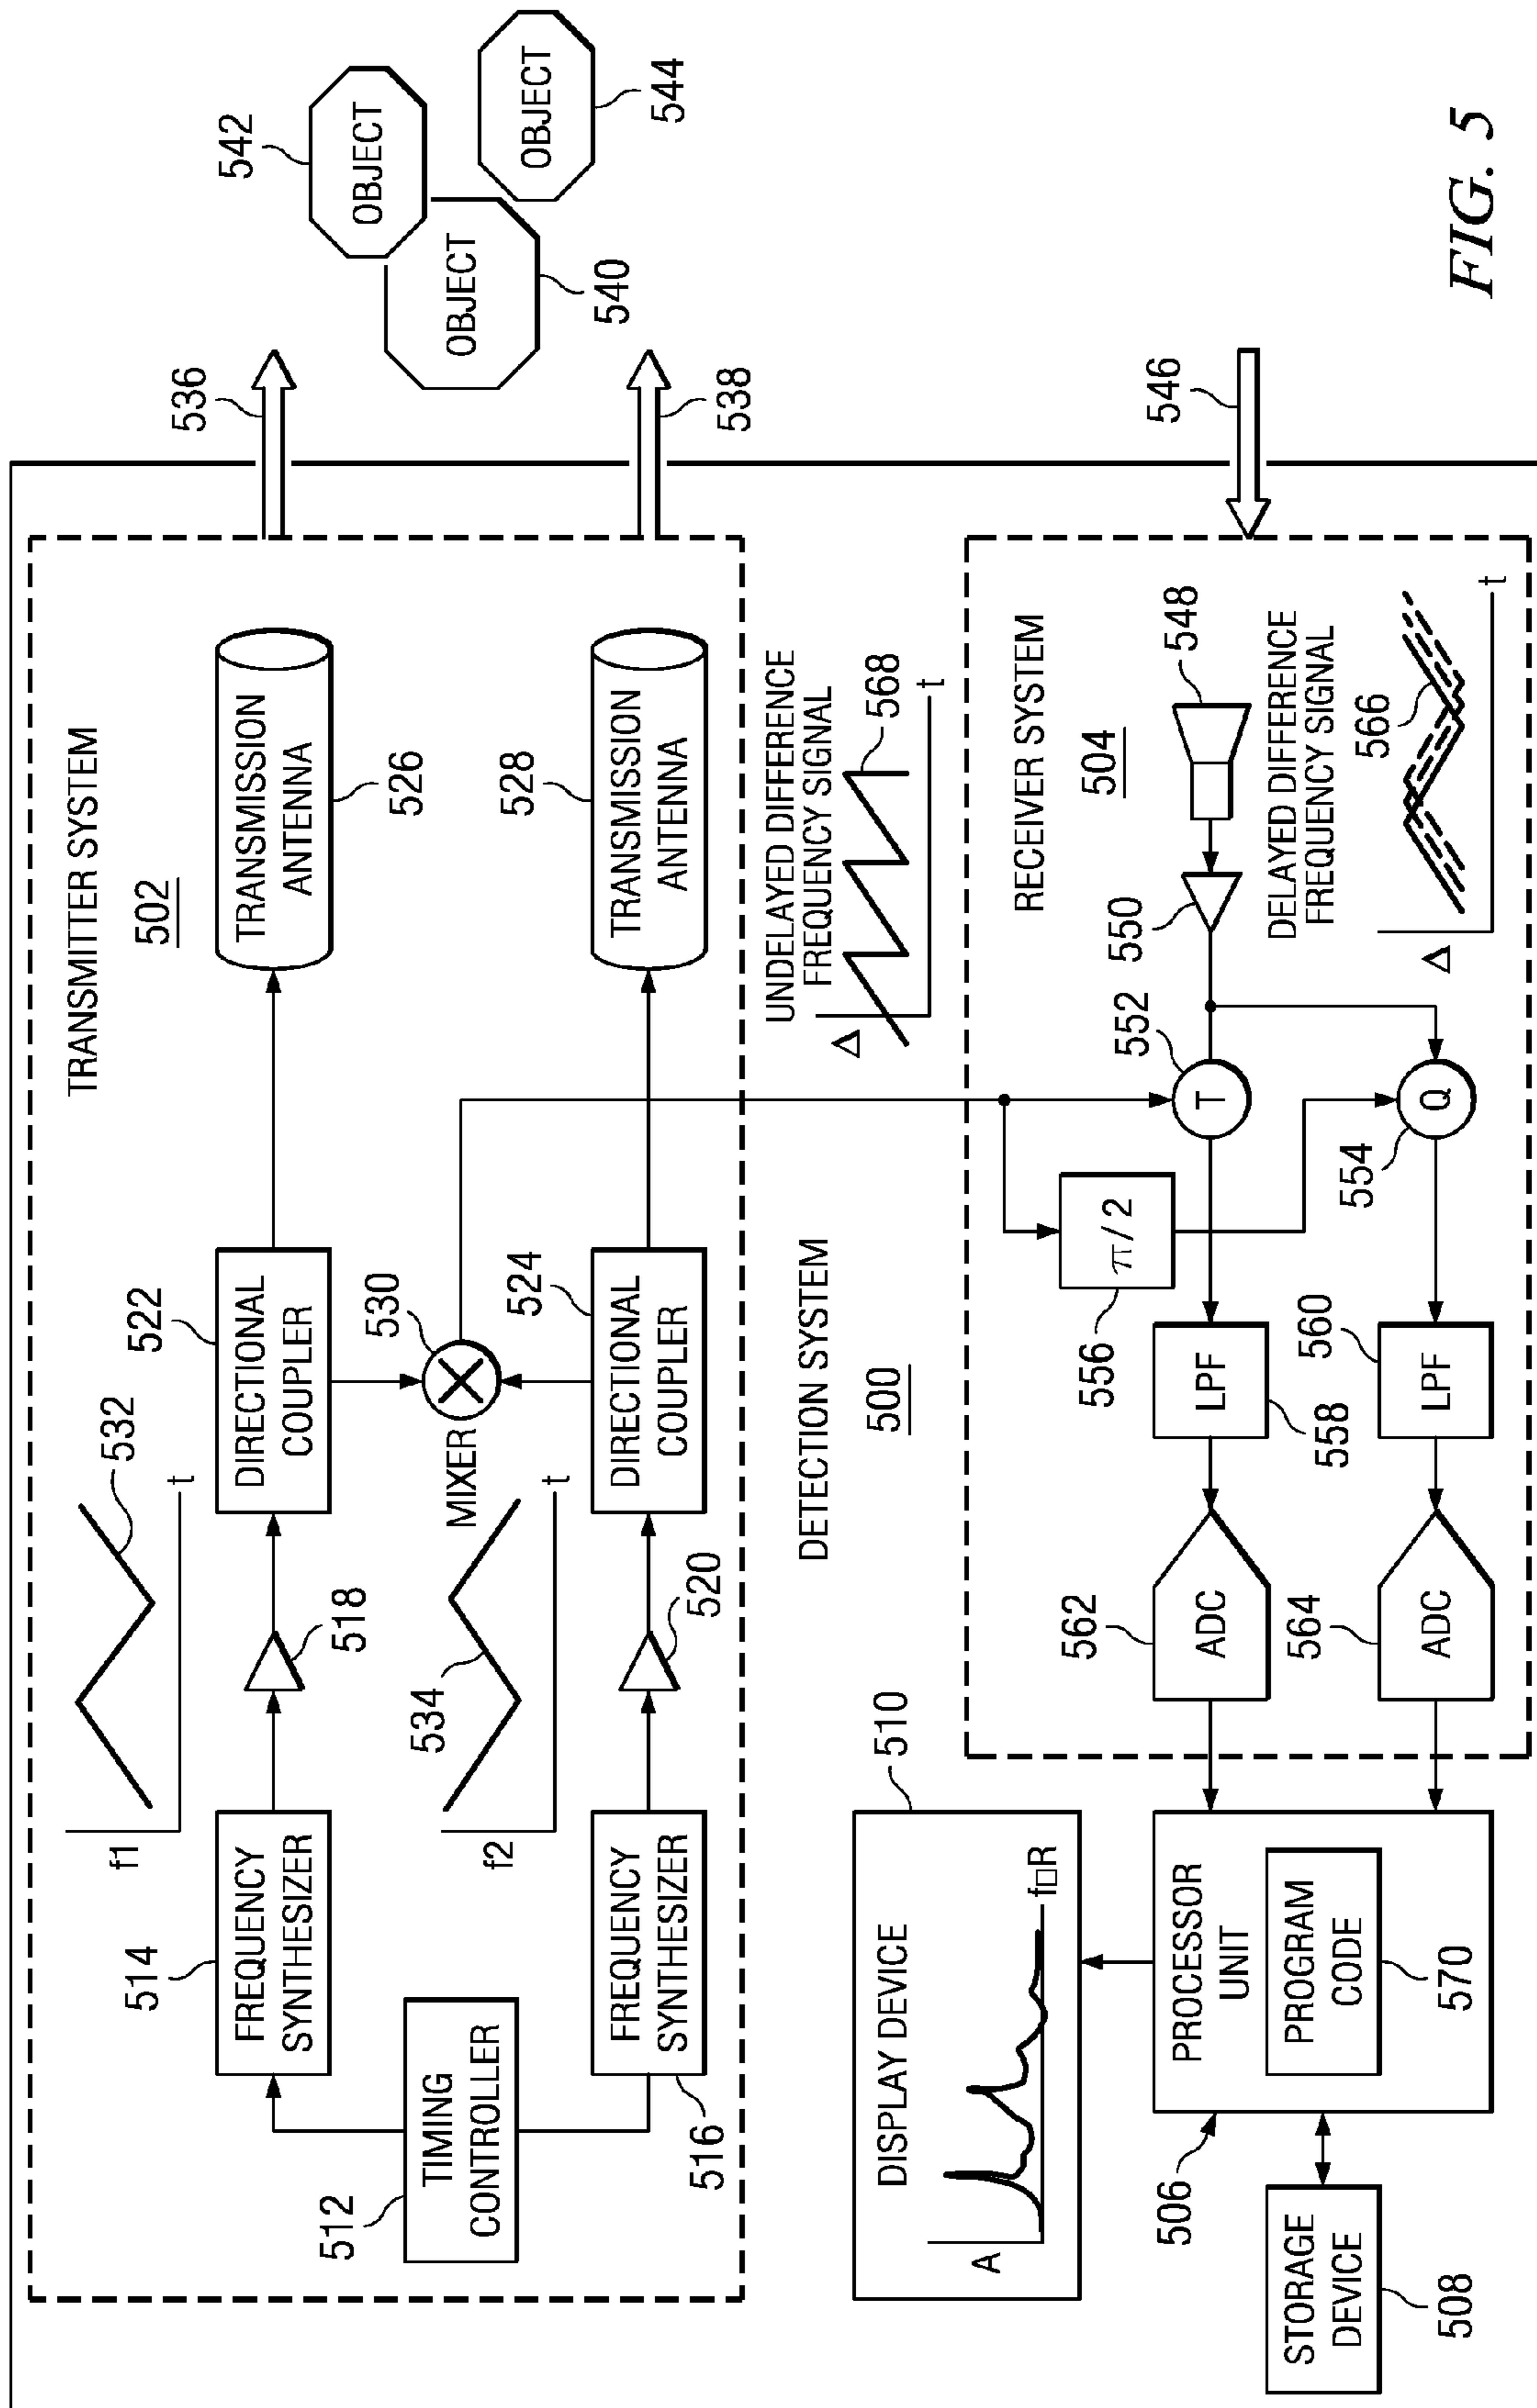 TRANSMITTER SYSTEM
502
f1
t
532
514
FREQUENCY
SYNTHESIZER
518
522
DIRECTIONAL
COUPLER
TRANSMISSION
ANTENNA
526
536
512
TIMING
CONTROLLER
f2
t
534
MIXER
530
516
FREQUENCY
SYNTHESIZER
520
524
DIRECTIONAL
COUPLER
528
TRANSMISSION
ANTENNA
538
542
OBJECT
OBJECT
540
OBJECT
544
DETECTION SYSTEM
500
UNDELAYED DIFFERENCE
FREQUENCY SIGNAL
Δ
568
t
510
DISPLAY DEVICE
A
f□R
506
PROCESSOR
UNIT
PROGRAM
CODE
570
STORAGE
DEVICE
508
RECEIVER SYSTEM
504
546
548
550
552
T
π/2
556
LPF
558
562
ADC
DELAYED DIFFERENCE
FREQUENCY SIGNAL
566
Δ
t
Q
554
560
LPF
564
ADC
FIG. 5